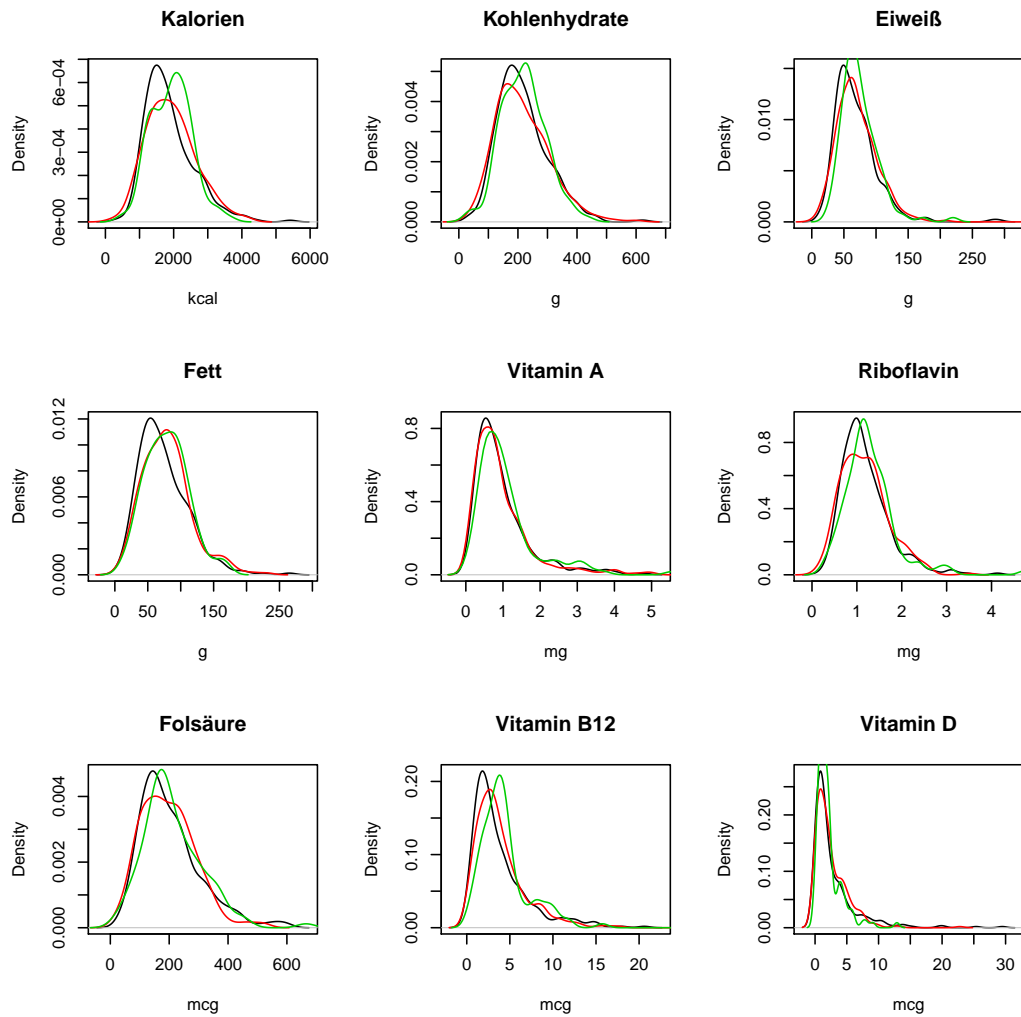 Kalorien
Density
0e+00 3e−04 6e−04
0 2000 4000 6000
kcal
Kohlenhydrate
Density
0.000 0.002 0.004
0 200 400 600
g
Eiweiß
Density
0.000 0.010
0 50 150 250
g
Fett
Density
0.000 0.006 0.012
0 50 150 250
g
Vitamin A
Density
0.0 0.4 0.8
0 1 2 3 4 5
mg
Riboflavin
Density
0.0 0.4 0.8
0 1 2 3 4
mg
Folsäure
Density
0.000 0.002 0.004
0 200 400 600
mcg
Vitamin B12
Density
0.00 0.10 0.20
0 5 10 15 20
mcg
Vitamin D
Density
0.00 0.10 0.20
0 5 10 20 30
mcg